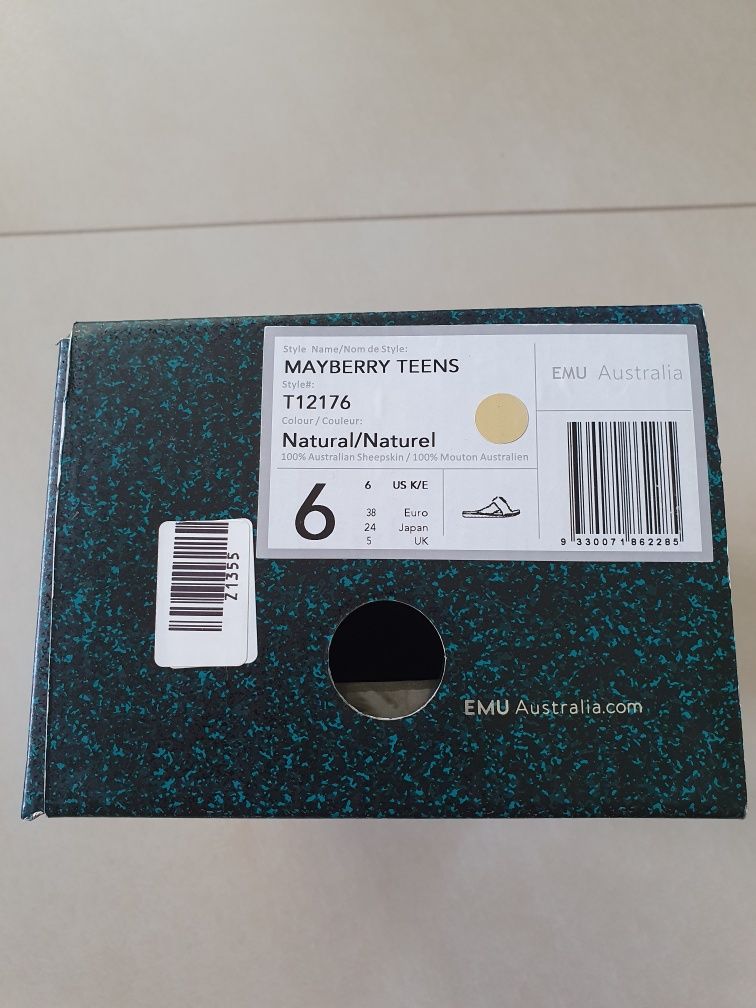 Style Name/Nom de Style:
MAYBERRY TEENS
Style#:
T12176
Colour / Couleur:
Natural/Naturel
100% Australian Sheepskin / 100% Mouton Australien
EMU Australia
6
6 US K/E
38 Euro
24 Japan
5 UK
9 330071 862285
Z1355
EMU Australia.com